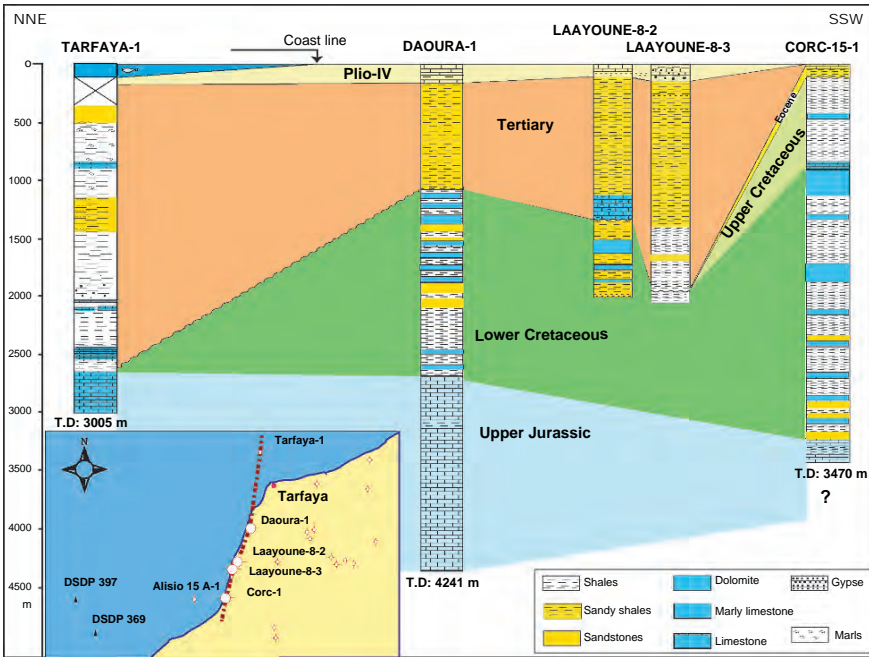 NNE
SSW
LAAYOUNE-8-2
TARFAYA-1
Coast line
DAOURA-1
LAAYOUNE-8-3
CORC-15-1
0
Plio-IV
500
Tertiary
Eocene
Upper Cretaceous
1000
1500
2000
Lower Cretaceous
2500
3000
T.D: 3005 m
Upper Jurassic
N
Tarfaya-1
3500
T.D: 3470 m
?
Tarfaya
4000
Daoura-1
Laayoune-8-2
Laayoune-8-3
4500
m
DSDP 397
Alisio 15 A-1
Corc-1
DSDP 369
T.D: 4241 m
Shales
Dolomite
Gypse
Sandy shales
Marly limestone
Sandstones
Limestone
Marls